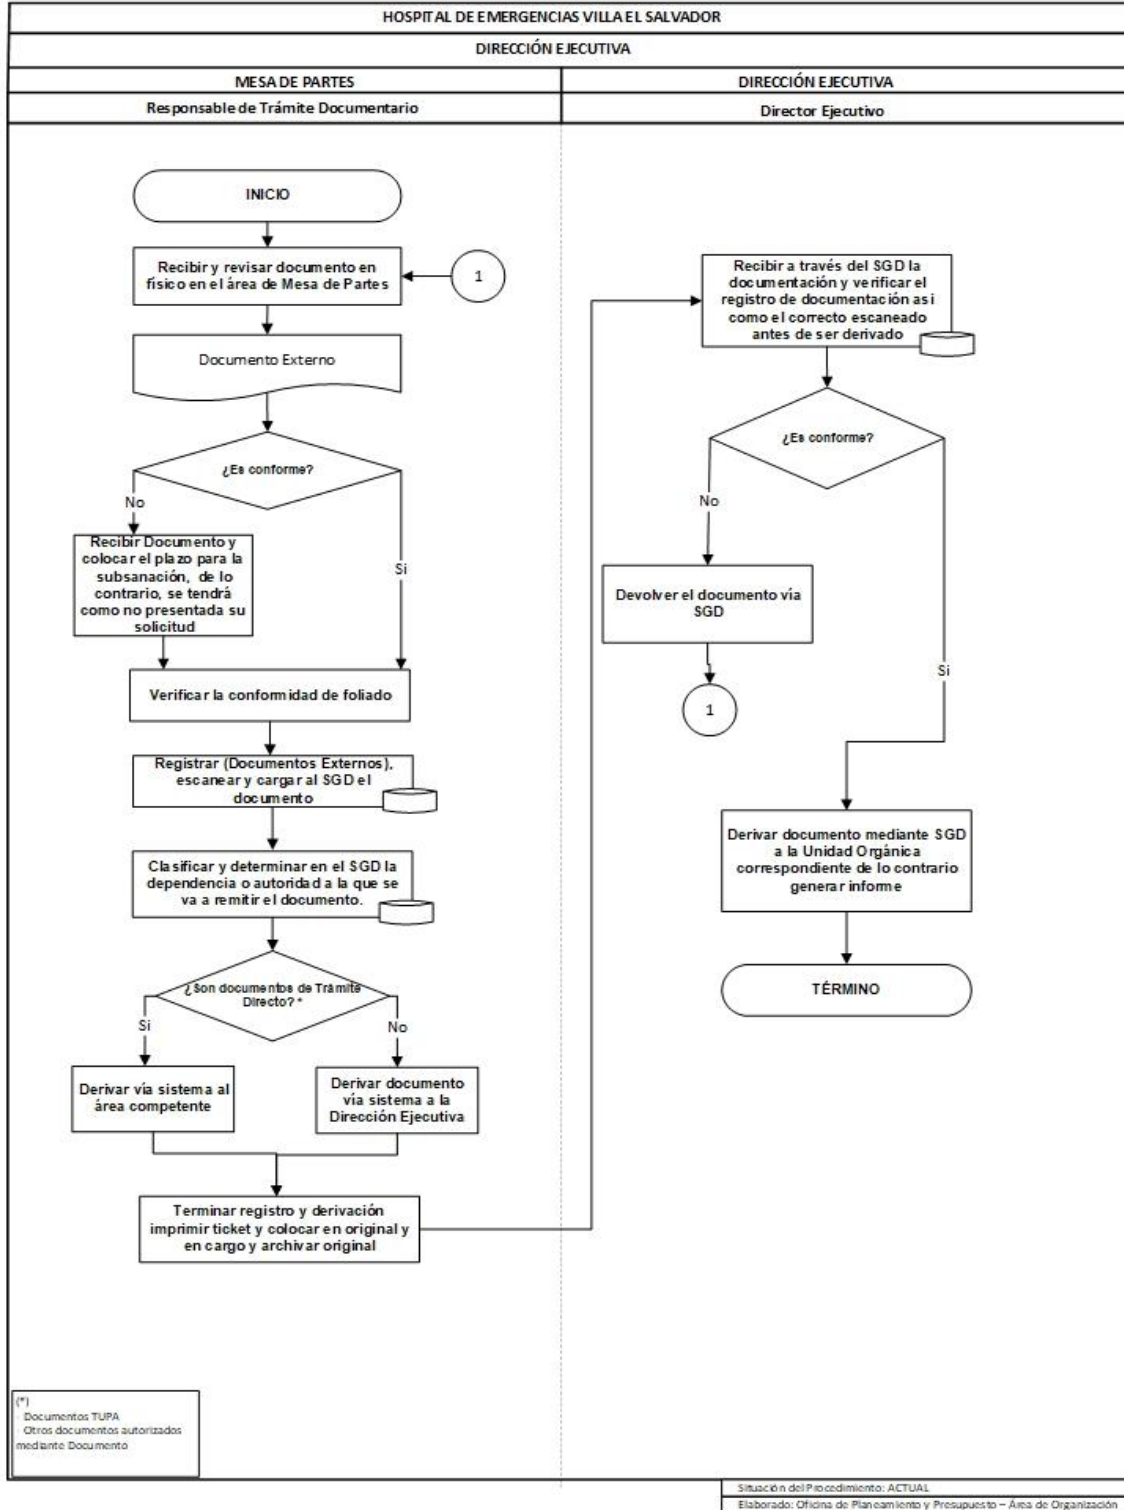 HOSPITAL DE EMERGENCIAS VILLA EL SALVADOR
DIRECCIÓN EJECUTIVA
MESA DE PARTES
Responsable de Trámite Documentario
DIRECCIÓN EJECUTIVA
Director Ejecutivo
INICIO
Recibir y revisar documento en
físico en el área de Mesa de Partes
1
Documento Externo
¿Es conforme?
No
Si
Recibir Documento y
colocar el plazo para la
subsanación, de lo
contrario, se tendrá
como no presentada su
solicitud
Verificar la conformidad de foliado
Registrar (Documentos Externos),
escanear y cargar al SGD el
documento
Clasificar y determinar en el SGD la
dependencia o autoridad a la que se
va a remitir el documento.
¿Son documentos de Trámite
Directo? *
Si
No
Derivar vía sistema al
área competente
Derivar documento
vía sistema a la
Dirección Ejecutiva
Terminar registro y derivación
imprimir ticket y colocar en original y
en cargo y archivar original
Recibir a través del SGD la
documentación y verificar el
registro de documentación asi
como el correcto escaneado
antes de ser derivado
¿Es conforme?
No
Si
Devolver el documento vía
SGD
1
Derivar documento mediante SGD
a la Unidad Orgánica
correspondiente de lo contrario
generar informe
TÉRMINO
(*)
- Documentos TUPA
- Otros documentos autorizados
mediante Documento
Situación del Procedimiento: ACTUAL
Elaborado: Oficina de Planeamiento y Presupuesto – Área de Organización